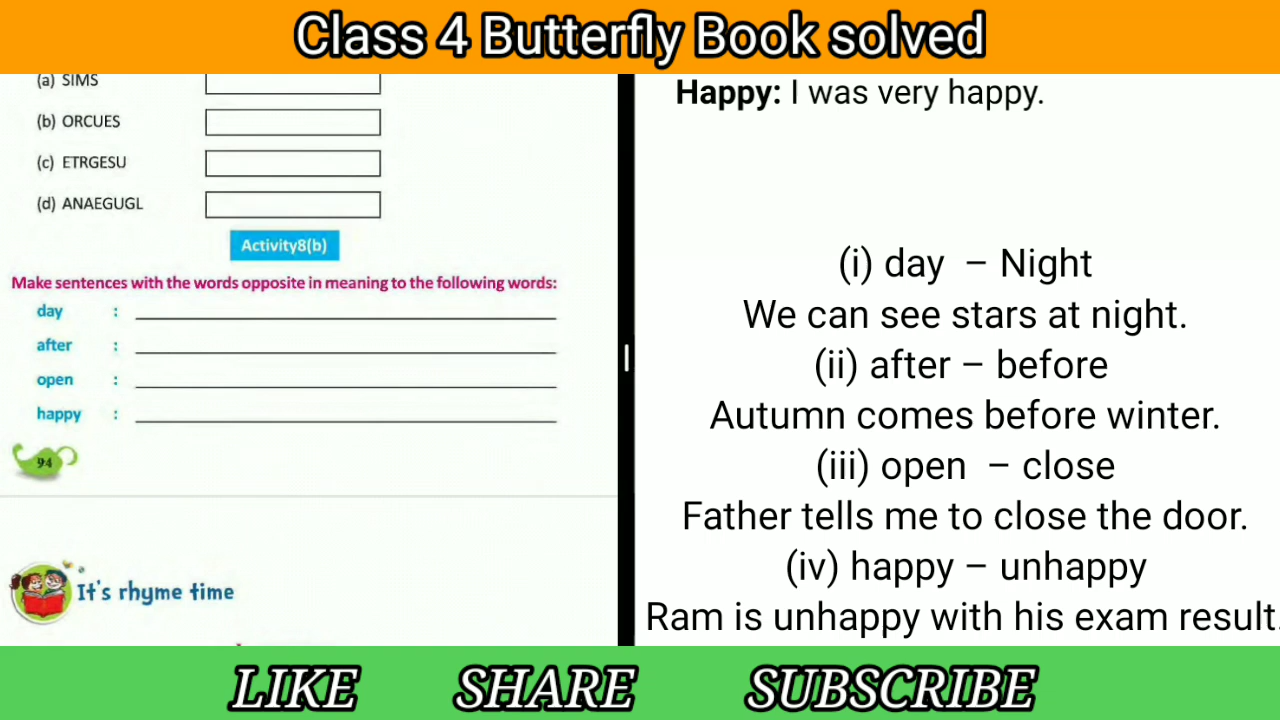 Class 4 Butterfly Book solved
(a) SIMS
(b) ORCUES
(c) ETRGESU
(d) ANAEGUGL
Activity8(b)
Make sentences with the words opposite in meaning to the following words:
day :
after :
open :
happy :
94
It's rhyme time
Happy: I was very happy.
(i) day – Night
We can see stars at night.
(ii) after – before
Autumn comes before winter.
(iii) open – close
Father tells me to close the door.
(iv) happy – unhappy
Ram is unhappy with his exam result.
LIKE SHARE SUBSCRIBE